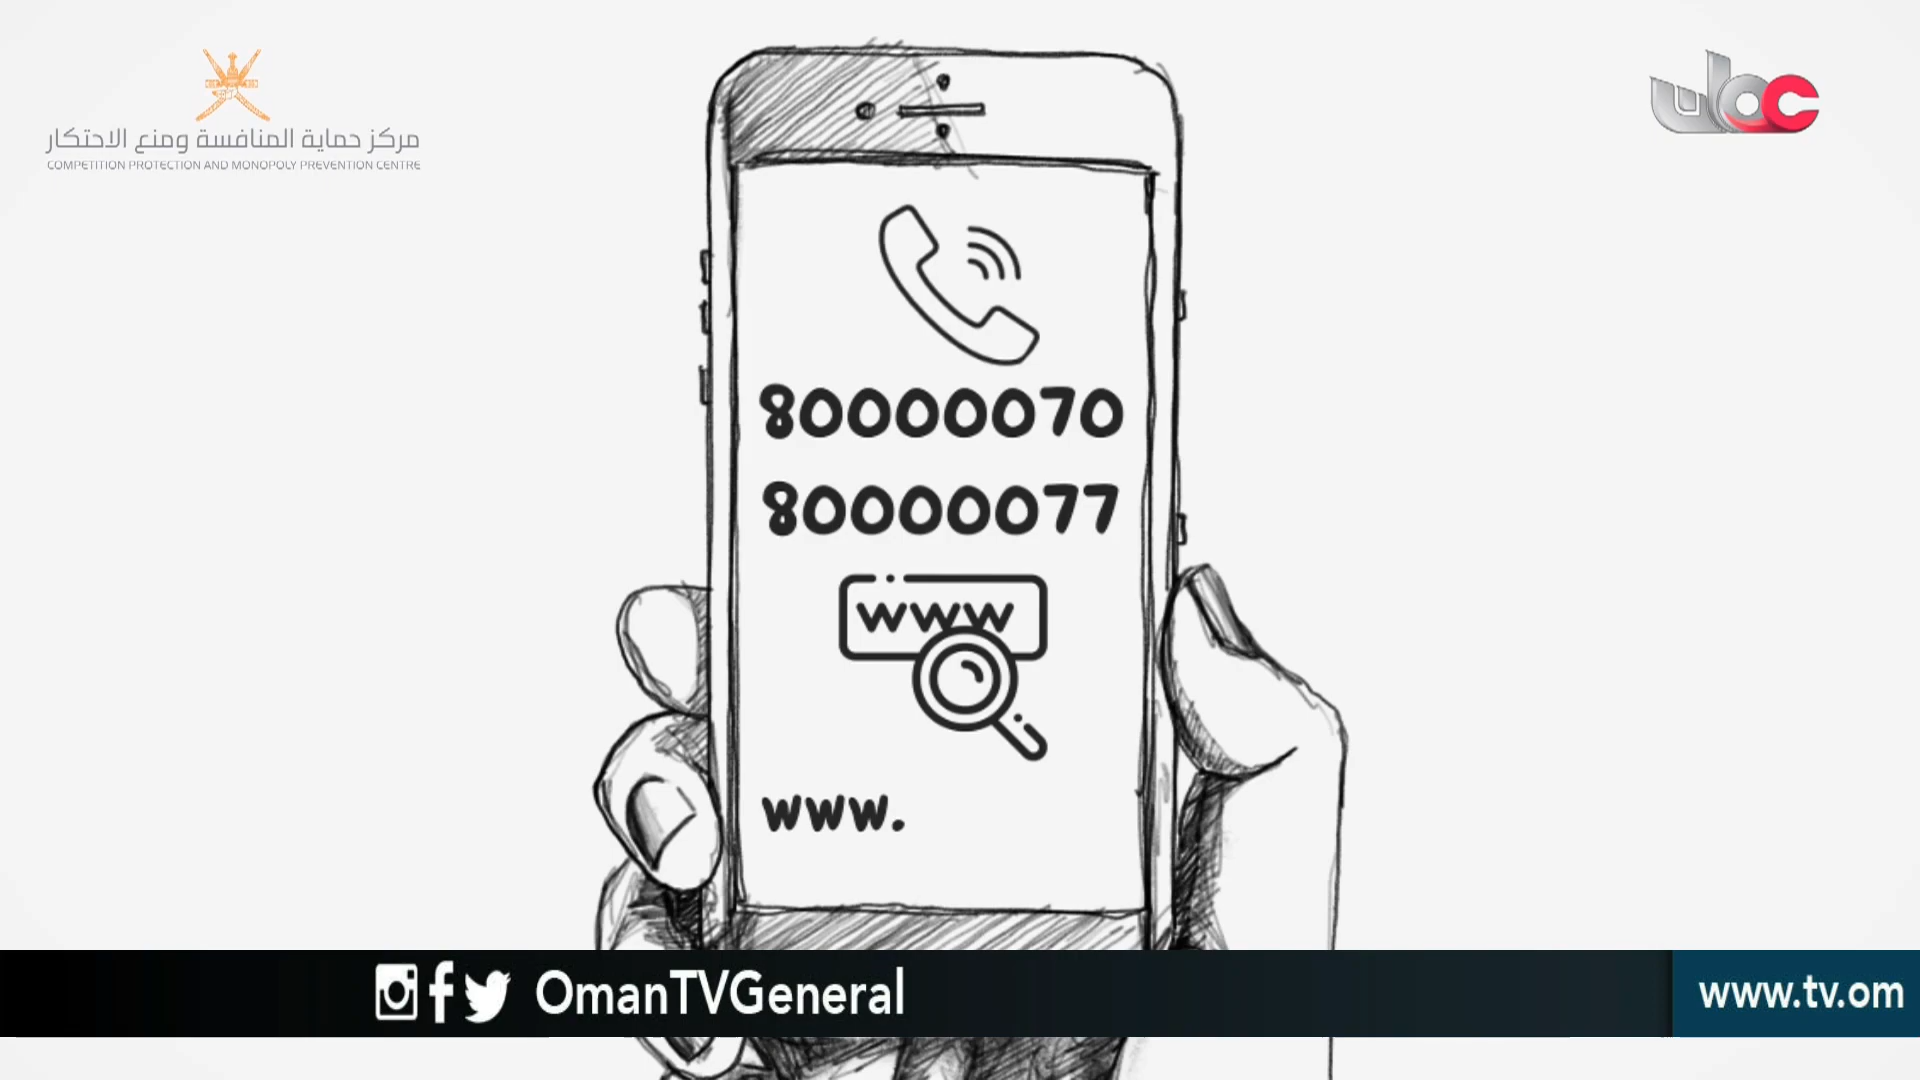 مركز حماية المنافسة ومنع الاحتكار
COMPETITION PROTECTION AND MONOPOLY PREVENTION CENTRE
عمان
80000070
80000077
www
www.
OmanTVGeneral
www.tv.om